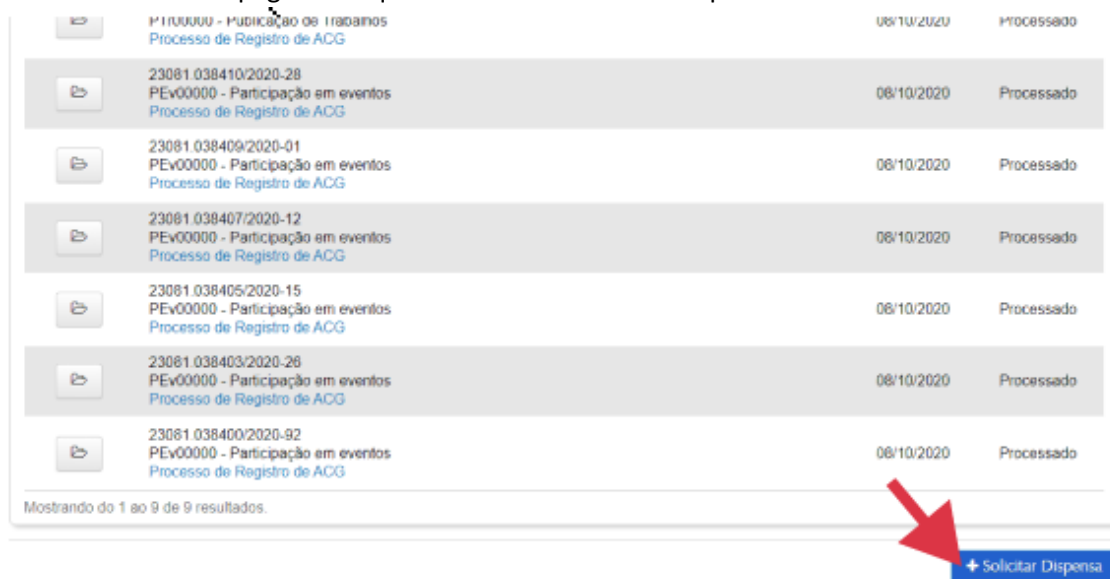 PTr00000 - Publicação de Trabalhos
08/10/2020 Processado
Processo de Registro de ACG
23081.038410/2020-28
PEv00000 - Participação em eventos
08/10/2020 Processado
Processo de Registro de ACG
23081.038409/2020-01
PEv00000 - Participação em eventos
08/10/2020 Processado
Processo de Registro de ACG
23081.038407/2020-12
PEv00000 - Participação em eventos
08/10/2020 Processado
Processo de Registro de ACG
23081.038405/2020-15
PEv00000 - Participação em eventos
08/10/2020 Processado
Processo de Registro de ACG
23081.038403/2020-26
PEv00000 - Participação em eventos
08/10/2020 Processado
Processo de Registro de ACG
23081.038400/2020-92
PEv00000 - Participação em eventos
08/10/2020 Processado
Processo de Registro de ACG
Mostrando do 1 ao 9 de 9 resultados.
+ Solicitar Dispensa